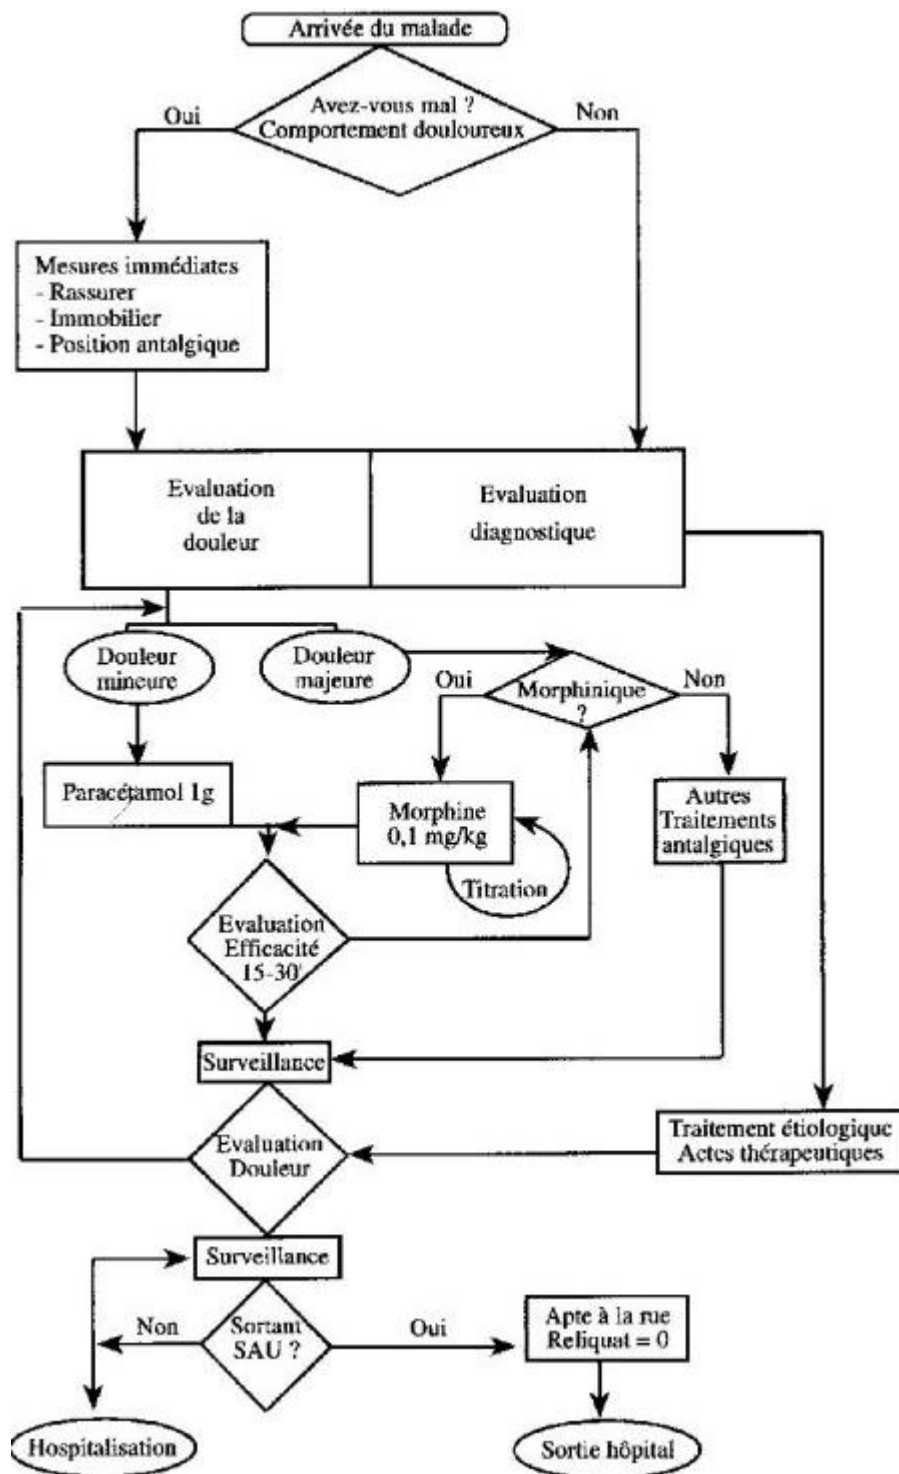 Arrivée du malade
Avez-vous mal ?
Comportement douloureux
Oui
Non
Mesures immédiates
- Rassurer
- Immobilier
- Position antalgique
Evaluation
de la
douleur
Evaluation
diagnostique
Douleur
mineure
Douleur
majeure
Oui
Morphinique
?
Non
Paracétamol 1g
Morphine
0,1 mg/kg
Titration
Autres
Traitements
antalgiques
Evaluation
Efficacité
15-30'
Surveillance
Evaluation
Douleur
Traitement étiologique
Actes thérapeutiques
Surveillance
Non
Sortant
SAU ?
Oui
Apte à la rue
Reliquat = 0
Hospitalisation
Sortie hôpital